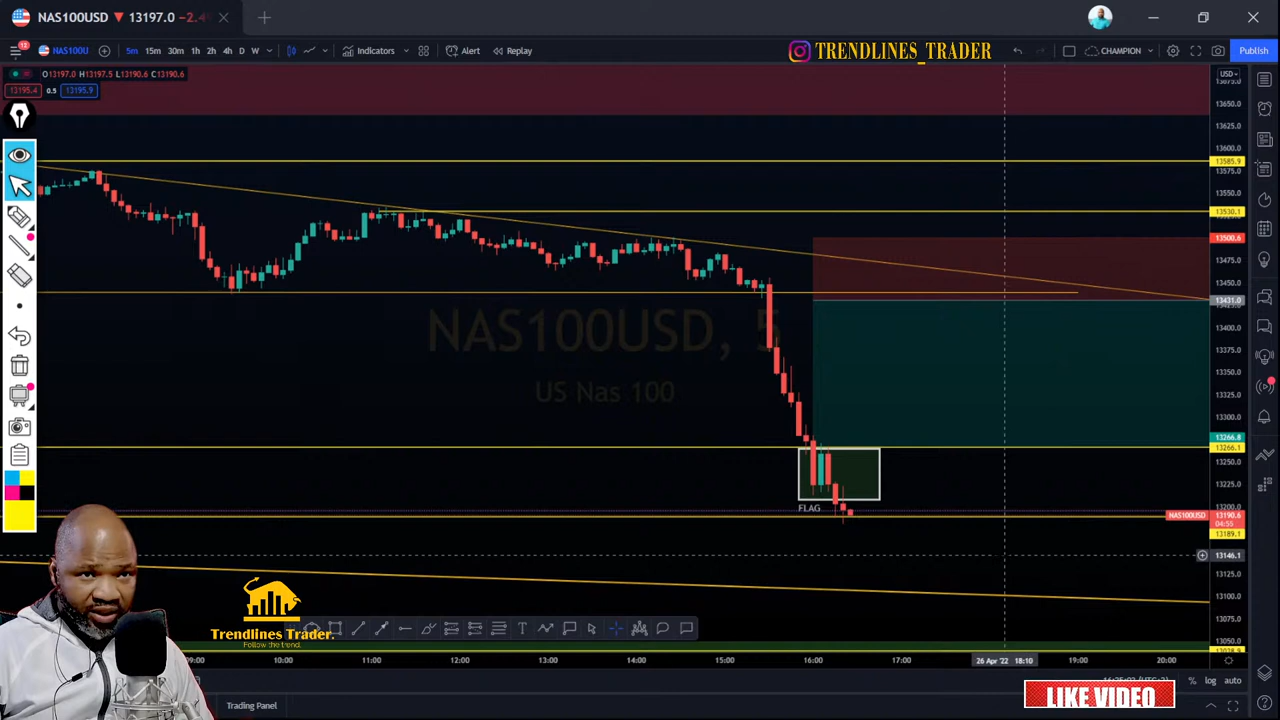 NAS100USD ▼ 13197.0 −2.4
12
NAS100U
5m 15m 30m 1h 2h 4h D W
Indicators
Alert
Replay
TRENDLINES_TRADER
CHAMPION
Publish
O13197.0 H13197.5 L13190.6 C13190.6
13195.4 0.5 13195.9
USD
13650.0
13625.0
13600.0
13585.9
13575.0
13550.0
13530.1
13500.6
13475.0
13450.0
13431.0
13400.0
13375.0
13350.0
13325.0
13300.0
13266.8
13266.1
13250.0
13225.0
13200.0
NAS100USD 13190.6
04:55
13189.1
13146.1
13125.0
13100.0
13075.0
13050.0
NAS100USD, 5
US Nas 100
FLAG
Trendlines Trader.
Follow the trend.
09:00 10:00 11:00 12:00 13:00 14:00 15:00 16:00 17:00 26 Apr '22 18:10 19:00 20:00
% log auto
Trading Panel
LIKE VIDEO